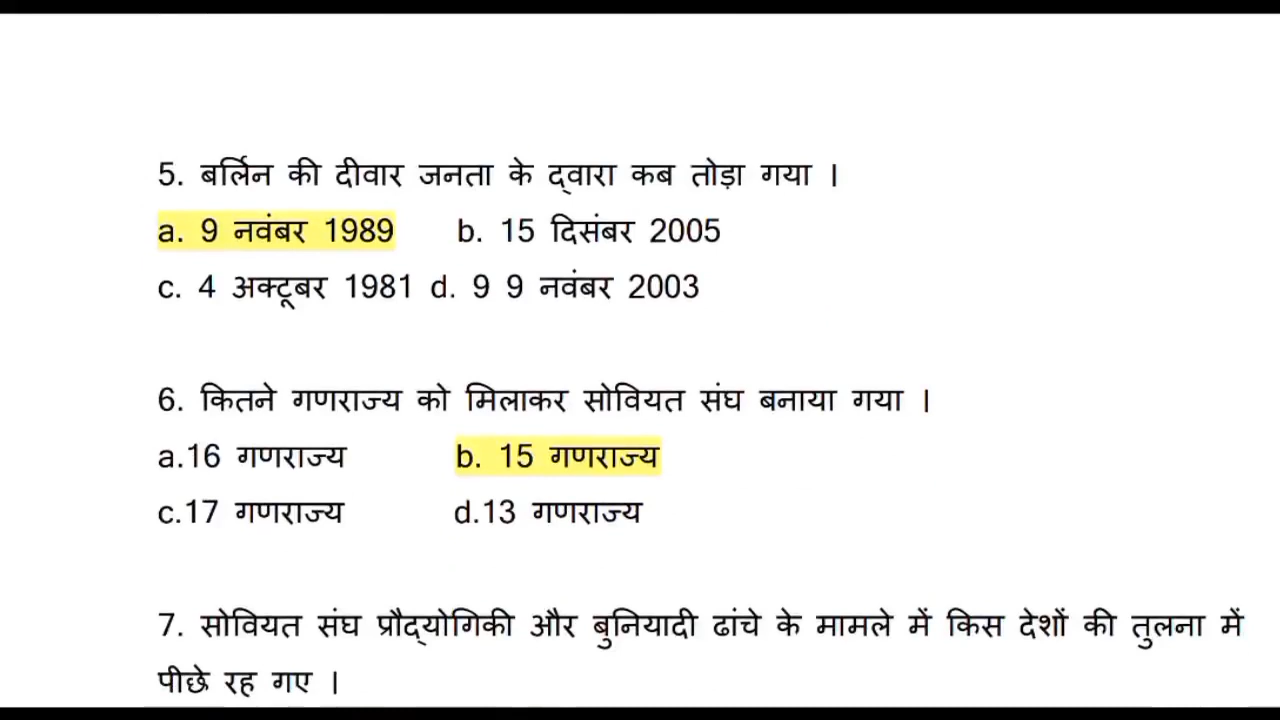 5. बर्लिन की दीवार जनता के द्वारा कब तोड़ा गया ।
a. 9 नवंबर 1989 b. 15 दिसंबर 2005
c. 4 अक्टूबर 1981 d. 9 9 नवंबर 2003
6. कितने गणराज्य को मिलाकर सोवियत संघ बनाया गया ।
a.16 गणराज्य b. 15 गणराज्य
c.17 गणराज्य d.13 गणराज्य
7. सोवियत संघ प्रौद्योगिकी और बुनियादी ढांचे के मामले में किस देशों की तुलना में
पीछे रह गए ।